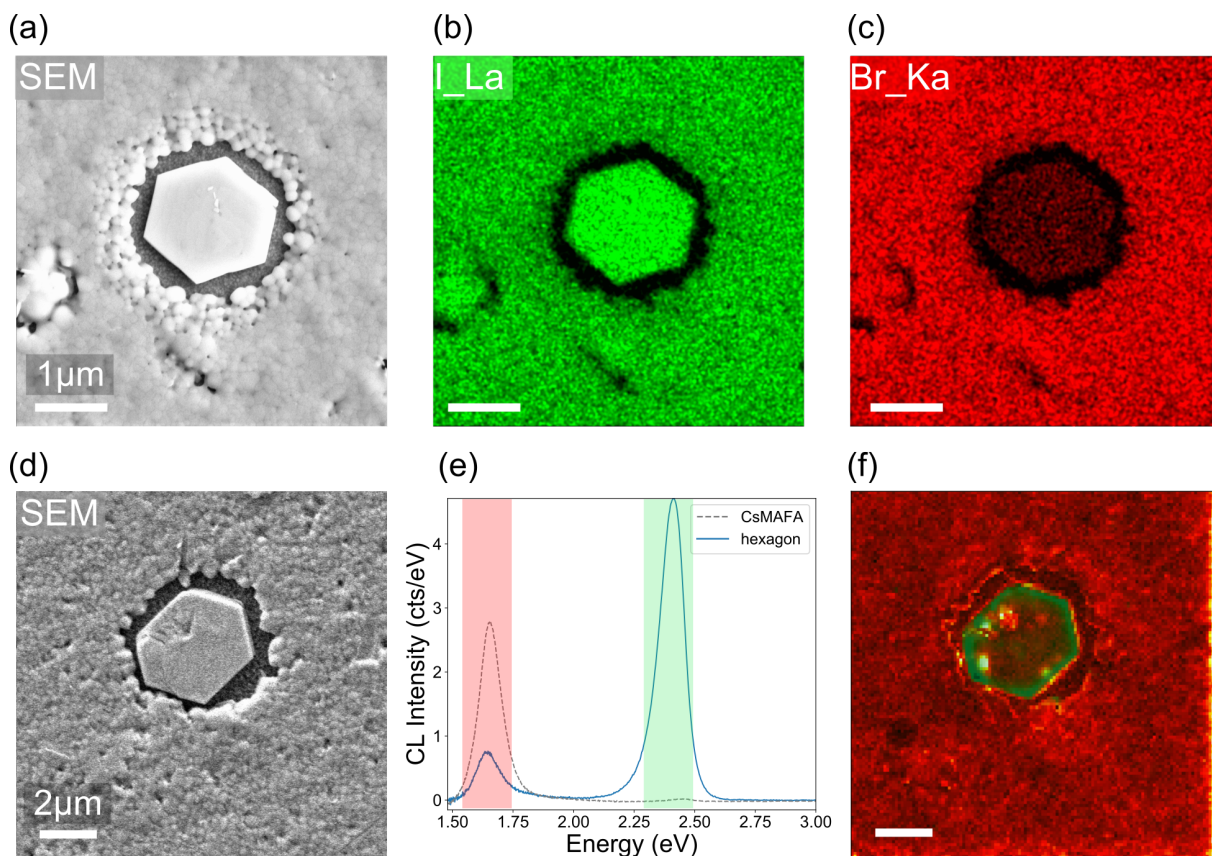 (a)
SEM
1μm
(b)
I_La
(c)
Br_Ka
(d)
SEM
2μm
(e)
CL Intensity (cts/eV)
4
3
2
1
0
CsMAFA
hexagon
1.50 1.75 2.00 2.25 2.50 2.75 3.00
Energy (eV)
(f)